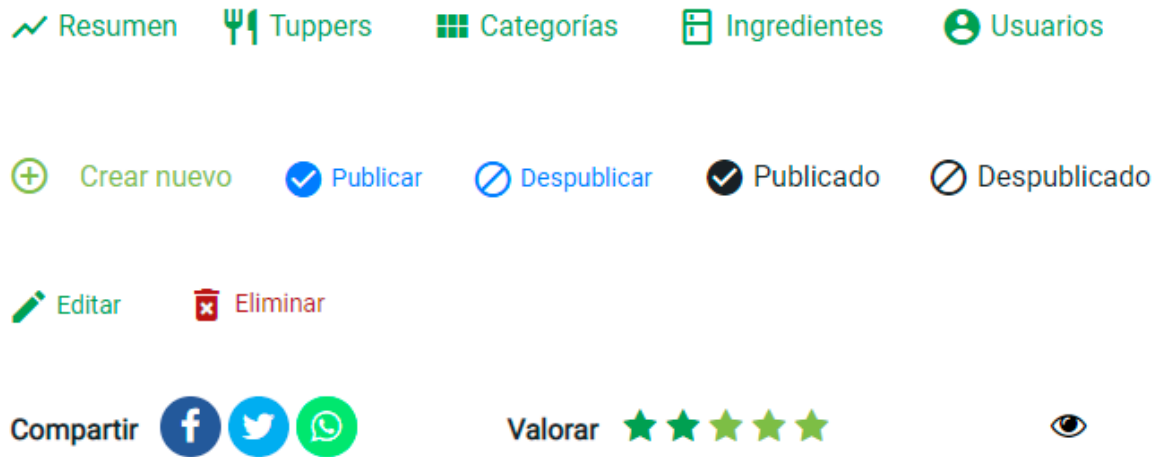 Resumen Tuppers Categorías Ingredientes Usuarios
Crear nuevo Publicar Despublicar Publicado Despublicado
Editar Eliminar
Compartir Valorar